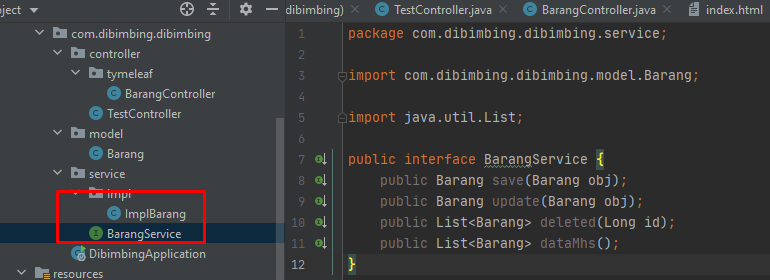 oject
dibimbing)
TestController.java
BarangController.java
index.html
com.dibimbing.dibimbing
controller
tymeleaf
BarangController
TestController
model
Barang
service
impl
ImplBarang
BarangService
DibimbingApplication
resources
1 package com.dibimbing.dibimbing.service;
2
3 import com.dibimbing.dibimbing.model.Barang;
4
5 import java.util.List;
6
7 public interface BarangService {
8 public Barang save(Barang obj);
9 public Barang update(Barang obj);
10 public List<Barang> deleted(Long id);
11 public List<Barang> dataMhs();
12 }